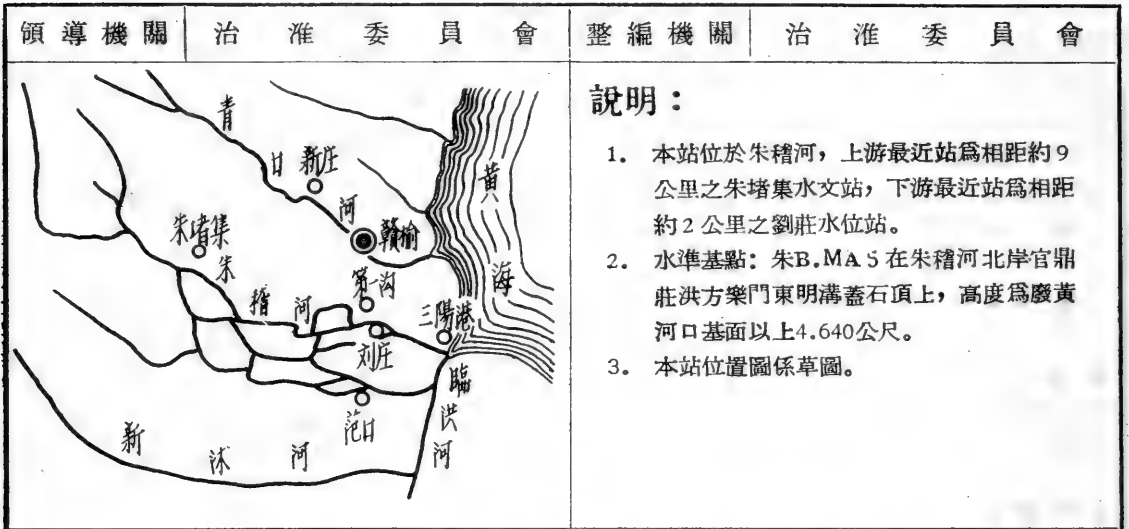 領導機關 治淮委員會 整編機關 治淮委員會
說明：
1. 本站位於朱稽河，上游最近站爲相距約9
公里之朱堵集水文站，下游最近站爲相距
約2公里之劉莊水位站。
2. 水準基點：朱B.MA5在朱稽河北岸官鼎
莊洪方樂門東明溝蓋石頂上，高度爲廢黃
河口基面以上4.640公尺。
3. 本站位置圖係草圖。
青
口
河
新庄
贛榆
黃
海
朱堵集
朱
稽
河
第一沟
三陽港
刘庄
范口
臨
洪
河
新
沭
河